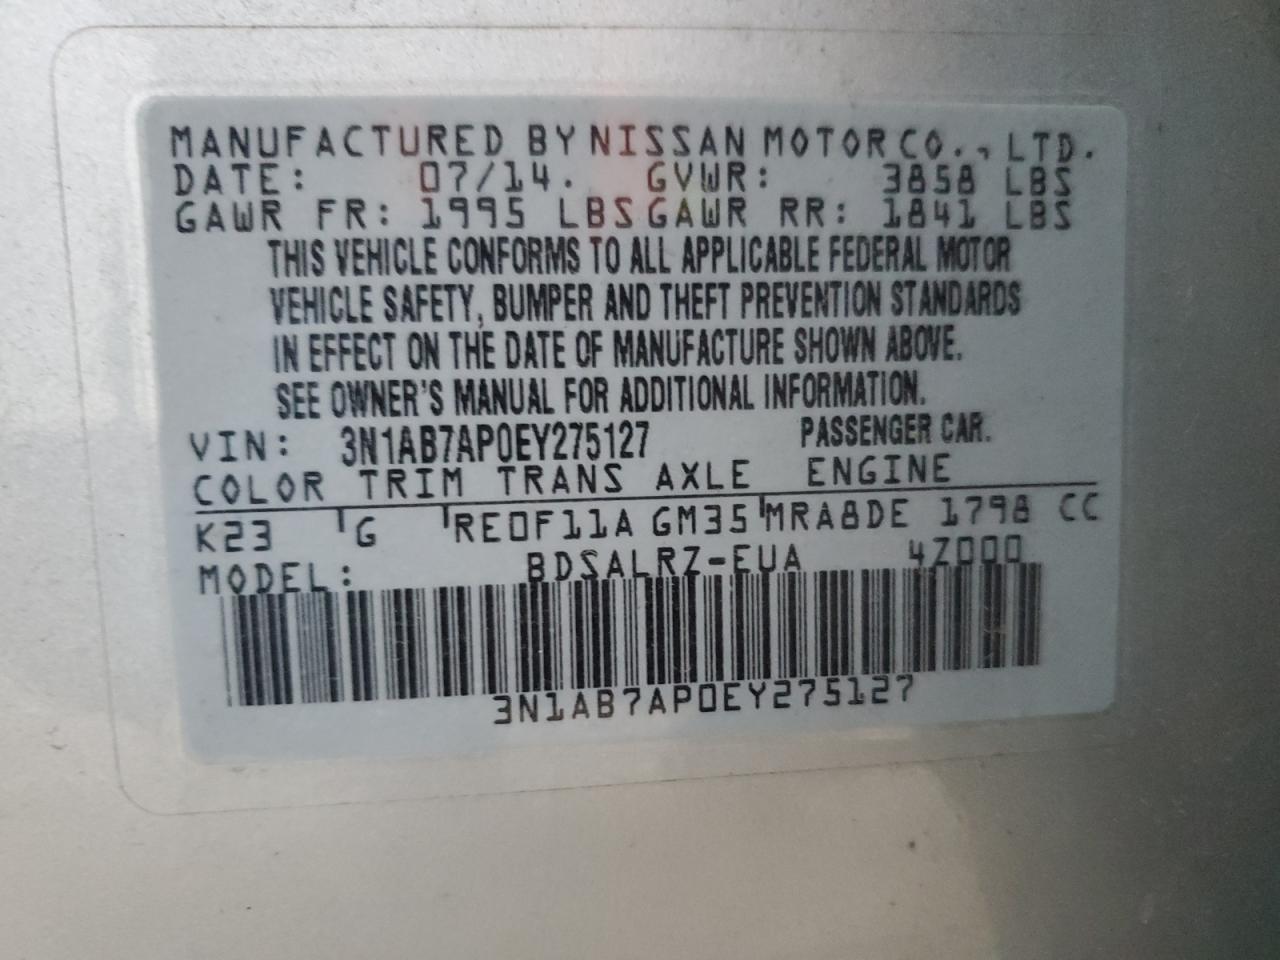 MANUFACTURED BY NISSAN MOTOR CO., LTD.
DATE: 07/14. GVWR: 3858 LBS
GAWR FR: 1995 LBS GAWR RR: 1841 LBS
THIS VEHICLE CONFORMS TO ALL APPLICABLE FEDERAL MOTOR
VEHICLE SAFETY, BUMPER AND THEFT PREVENTION STANDARDS
IN EFFECT ON THE DATE OF MANUFACTURE SHOWN ABOVE.
SEE OWNER'S MANUAL FOR ADDITIONAL INFORMATION.
VIN: 3N1AB7AP0EY275127 PASSENGER CAR.
COLOR TRIM TRANS AXLE ENGINE
K23 G RE0F11A GM35 MRA8DE 1798 CC
MODEL: BDSALRZ-EUA 4Z000
3N1AB7AP0EY275127